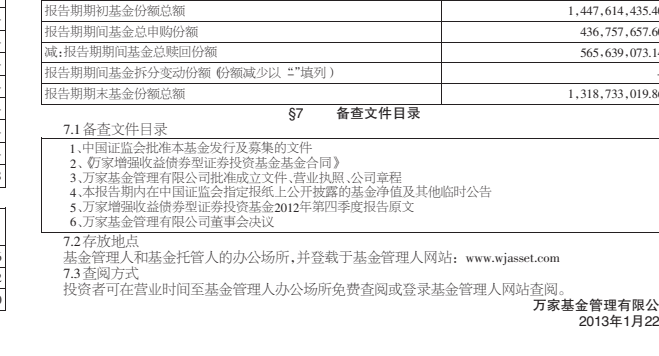 报告期期初基金份额总额 1,447,614,435.40
报告期期间基金总申购份额 436,757,657.60
减:报告期期间基金总赎回份额 565,639,073.14
报告期期间基金拆分变动份额(份额减少以“-”填列) -
报告期期末基金份额总额 1,318,733,019.86
§7 备查文件目录
7.1备查文件目录
1、中国证监会批准本基金发行及募集的文件
2、《万家增强收益债券型证券投资基金基金合同》
3、万家基金管理有限公司批准成立文件、营业执照、公司章程
4、本报告期内在中国证监会指定报纸上公开披露的基金净值及其他临时公告
5、万家增强收益债券型证券投资基金2012年第四季度报告原文
6、万家基金管理有限公司董事会决议
7.2存放地点
基金管理人和基金托管人的办公场所,并登载于基金管理人网站：www.wjasset.com
7.3查阅方式
投资者可在营业时间至基金管理人办公场所免费查阅或登录基金管理人网站查阅。
万家基金管理有限公
2013年1月22